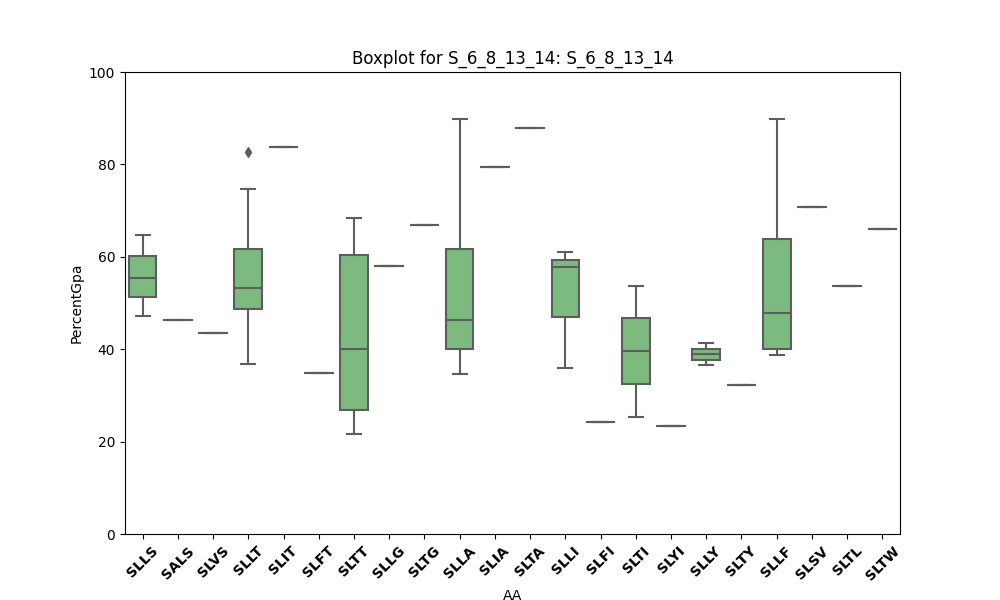 Boxplot for S_6_8_13_14: S_6_8_13_14
100
80
60
40
20
0
PercentGpa
SLLS SALS SLVS SLLT SLIT SLFT SLTT SLLG SLTG SLLA SLIA SLTA SLLI SLFI SLTI SLYI SLLY SLTY SLLF SLSV SLTL SLTW
AA